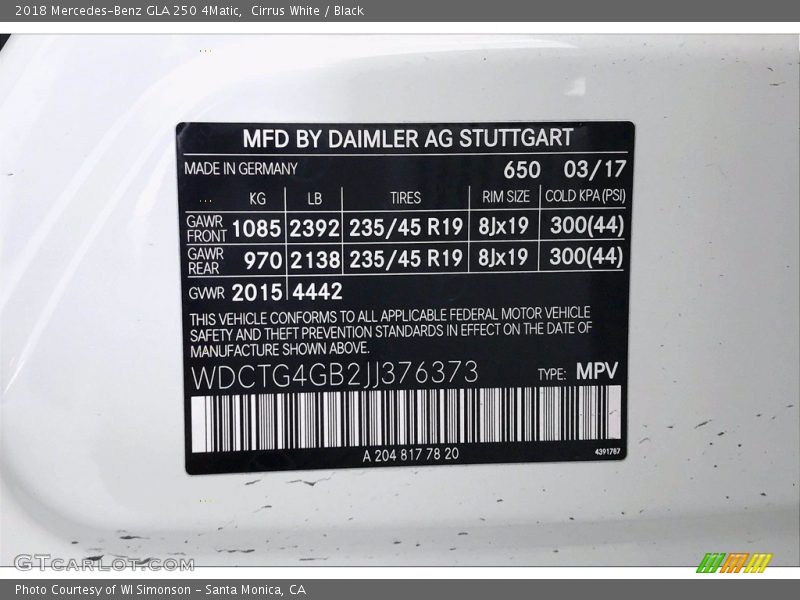 2018 Mercedes-Benz GLA 250 4Matic,  Cirrus White / Black
MFD BY DAIMLER AG STUTTGART
MADE IN GERMANY 650 03/17
KG LB TIRES RIM SIZE COLD KPA (PSI)
GAWR FRONT 1085 2392 235/45 R19 8Jx19 300(44)
GAWR REAR 970 2138 235/45 R19 8Jx19 300(44)
GVWR 2015 4442
THIS VEHICLE CONFORMS TO ALL APPLICABLE FEDERAL MOTOR VEHICLE
SAFETY AND THEFT PREVENTION STANDARDS IN EFFECT ON THE DATE OF
MANUFACTURE SHOWN ABOVE.
WDCTG4GB2JJ376373 TYPE: MPV
A 204 817 78 20 4391787
GTcarlot.com
Photo Courtesy of WI Simonson - Santa Monica, CA